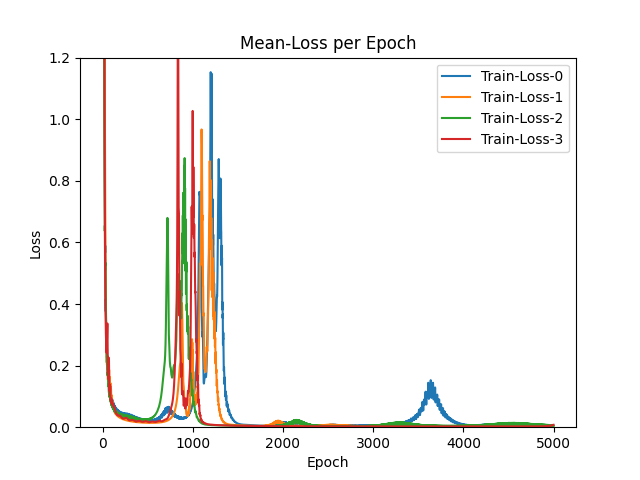 Mean-Loss per Epoch
1.2
1.0
0.8
0.6
0.4
0.2
0.0
Loss
Train-Loss-0
Train-Loss-1
Train-Loss-2
Train-Loss-3
0 1000 2000 3000 4000 5000
Epoch